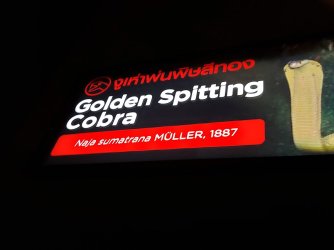 งูเห่าพ่นพิษสีทอง
Golden Spitting
Cobra
Naja sumatrana MÜLLER, 1887